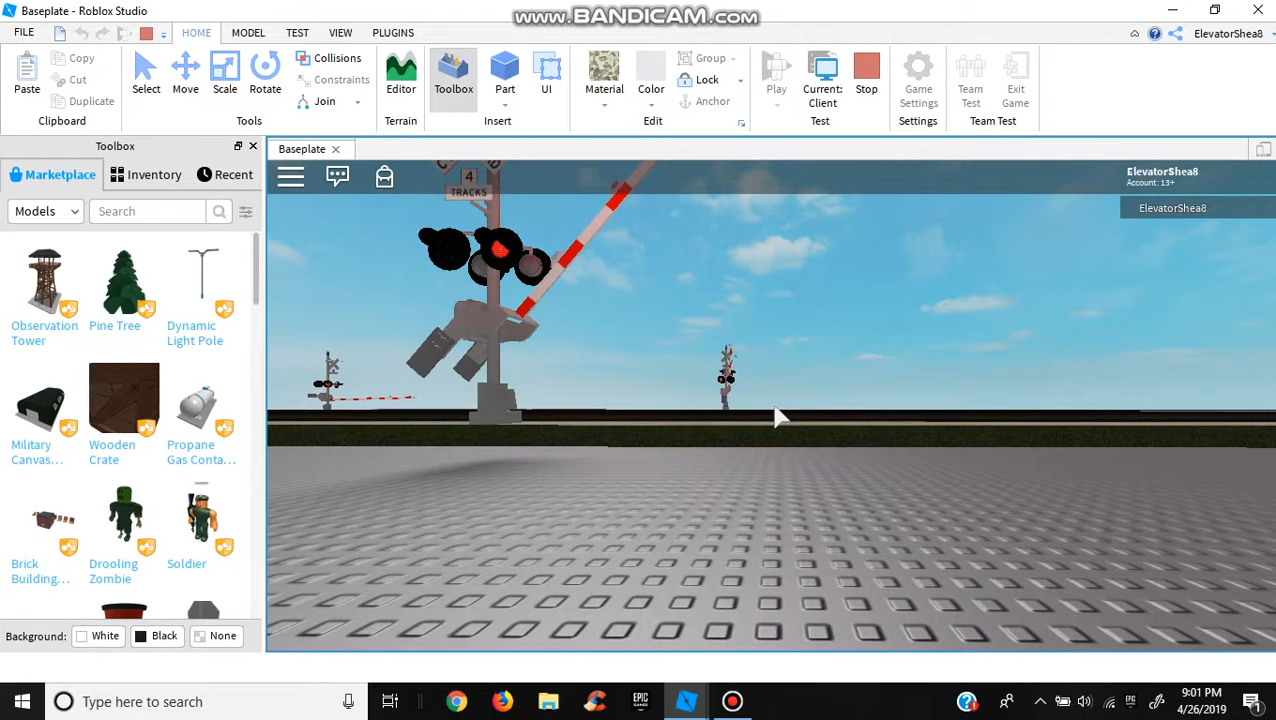 Baseplate - Roblox Studio
www.BANDICAM.com
FILE HOME MODEL TEST VIEW PLUGINS ElevatorShea8
Paste
Copy
Cut
Duplicate
Clipboard
Select Move Scale Rotate
Collisions
Constraints
Join
Tools
Editor
Terrain
Toolbox Part UI
Insert
Material Color
Group
Lock
Anchor
Edit
Play Current: Client Stop
Test
Game Settings
Settings
Team Test Exit Game
Team Test
Toolbox
Marketplace Inventory Recent
Models Search
Observation Tower
Pine Tree
Dynamic Light Pole
Military Canvas...
Wooden Crate
Propane Gas Conta...
Brick Building...
Drooling Zombie
Soldier
Background: White Black None
Baseplate
ElevatorShea8
Account: 13+
ElevatorShea8
4
TRACKS
Type here to search
EPIC GAMES
9:01 PM
4/26/2019
1